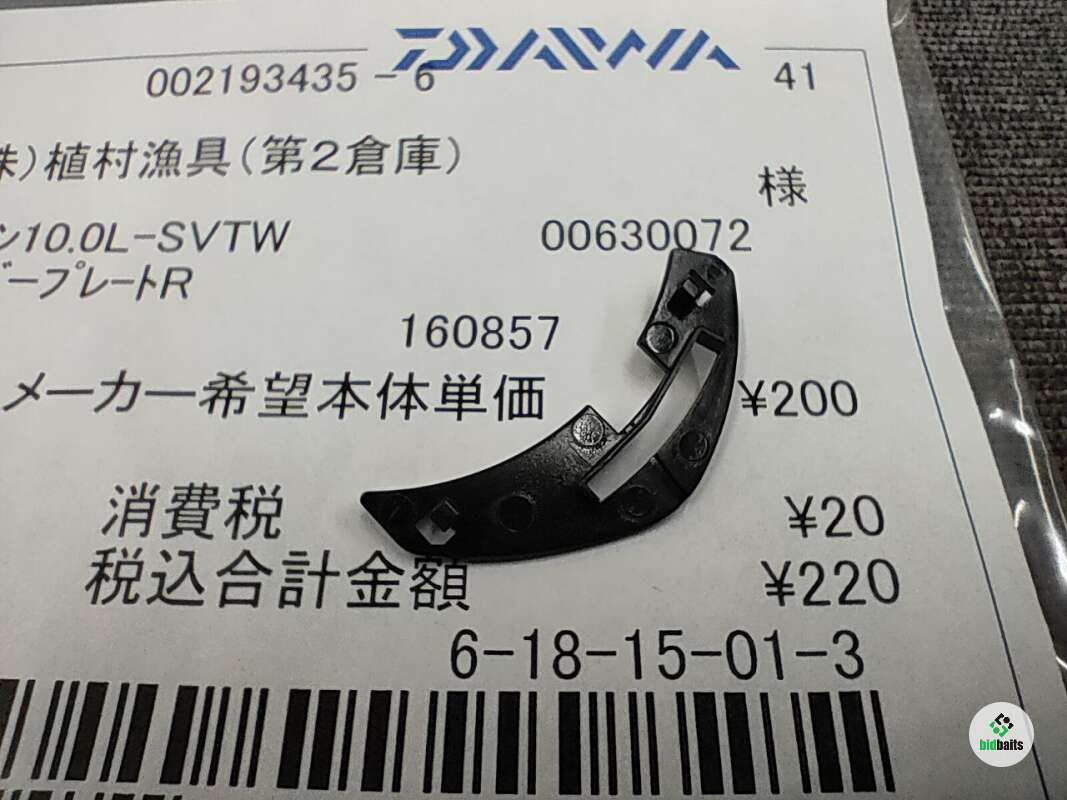 DAIWA
002193435-6 41
株)植村漁具(第2倉庫)
様
ン10.0L-SVTW 00630072
ープレートR
160857
メーカー希望本体単価 ¥200
消費税 ¥20
税込合計金額 ¥220
6-18-15-01-3
bidbaits